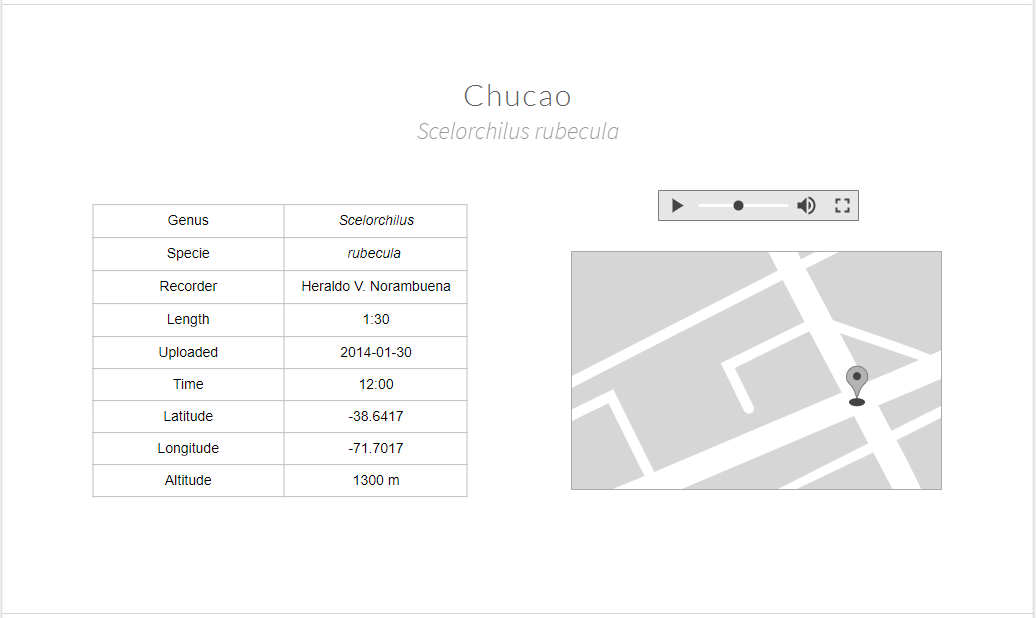 Chucao
Scelorchilus rubecula
Genus Scelorchilus
Specie rubecula
Recorder Heraldo V. Norambuena
Length 1:30
Uploaded 2014-01-30
Time 12:00
Latitude -38.6417
Longitude -71.7017
Altitude 1300 m